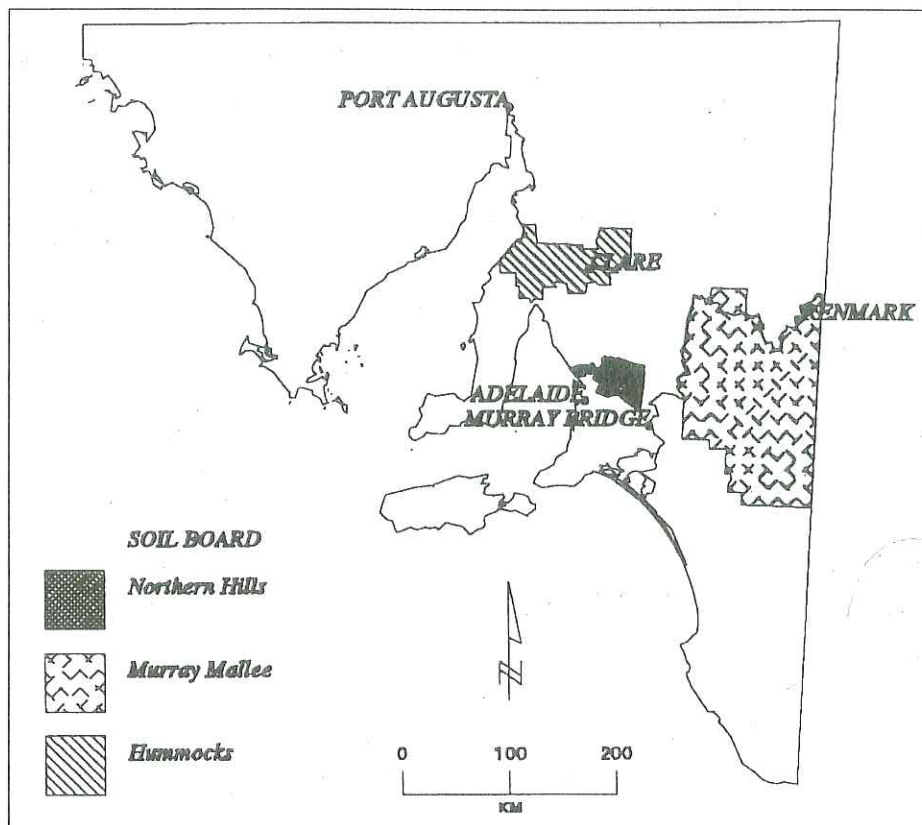 PORT AUGUSTA
CLARE
RENMARK
ADELAIDE
MURRAY BRIDGE
SOIL BOARD
Northern Hills
Murray Mallee
Hummocks
N
0 100 200
KM